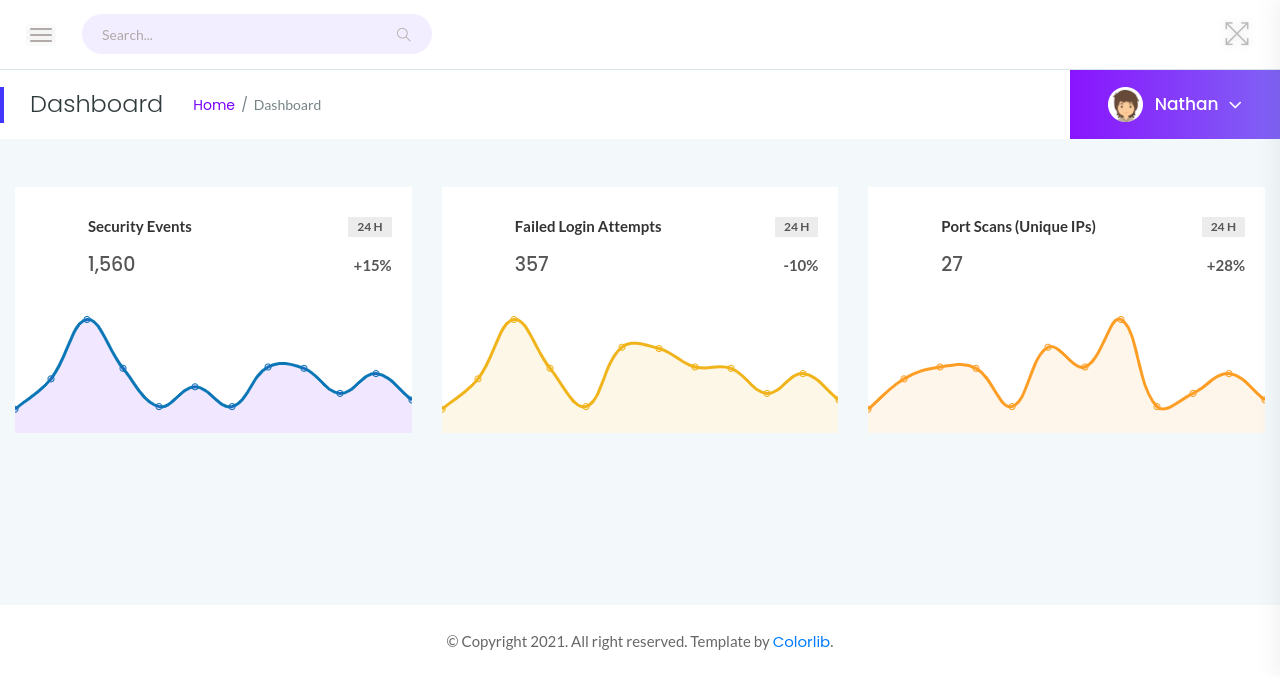 Search...
Dashboard
Home / Dashboard
Nathan
Security Events
24 H
1,560
+15%
Failed Login Attempts
24 H
357
-10%
Port Scans (Unique IPs)
24 H
27
+28%
© Copyright 2021. All right reserved. Template by Colorlib.